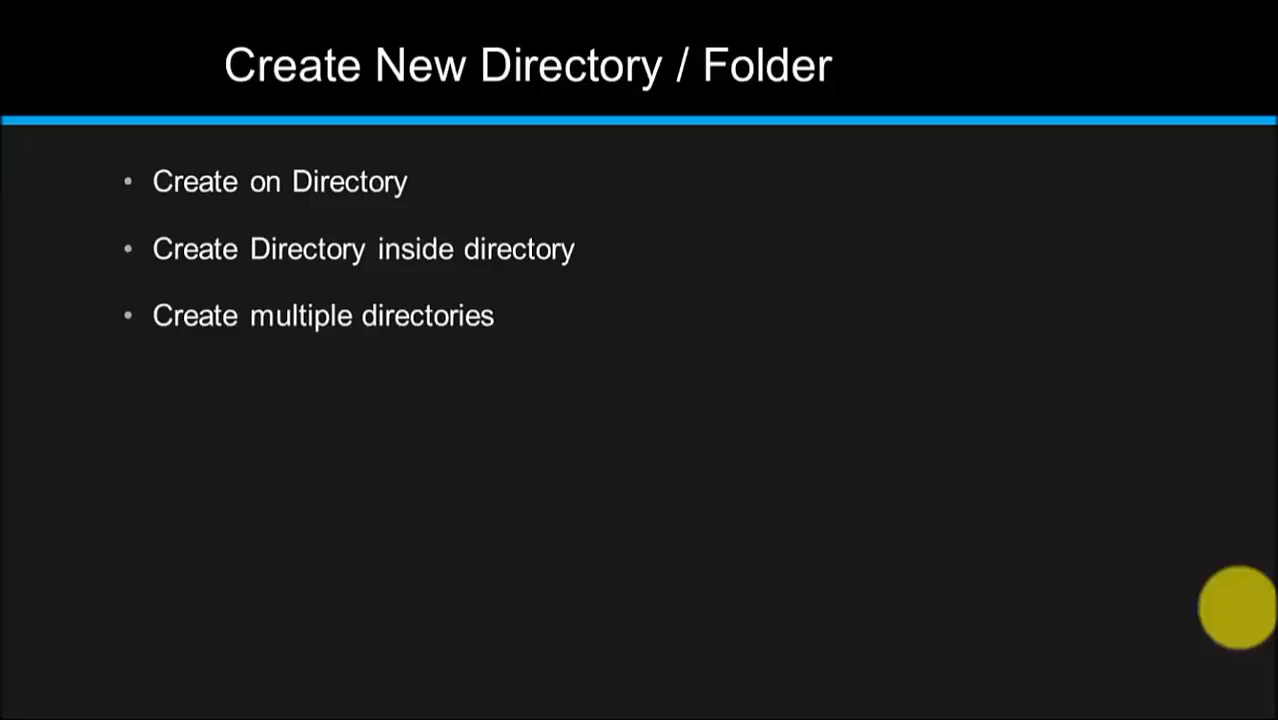 Create New Directory / Folder
• Create on Directory
• Create Directory inside directory
• Create multiple directories